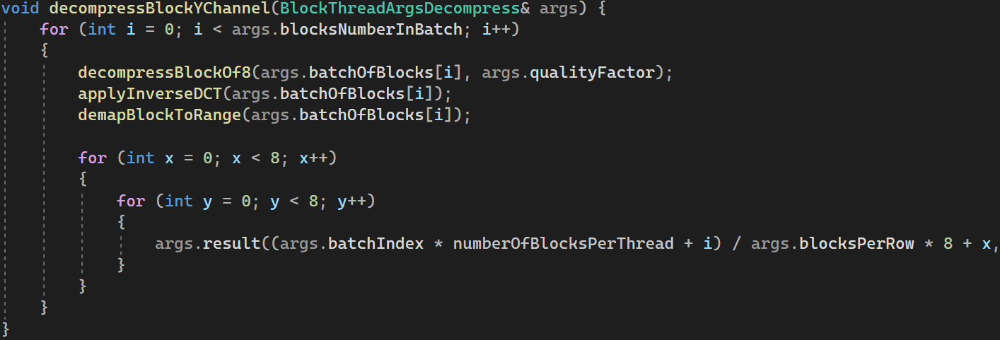 void decompressBlockYChannel(BlockThreadArgsDecompress& args) {
    for (int i = 0; i < args.blocksNumberInBatch; i++)
    {
        decompressBlockOf8(args.batchOfBlocks[i], args.qualityFactor);
        applyInverseDCT(args.batchOfBlocks[i]);
        demapBlockToRange(args.batchOfBlocks[i]);

        for (int x = 0; x < 8; x++)
        {
            for (int y = 0; y < 8; y++)
            {
                args.result((args.batchIndex * numberOfBlocksPerThread + i) / args.blocksPerRow * 8 + x,
            }
        }
    }
}